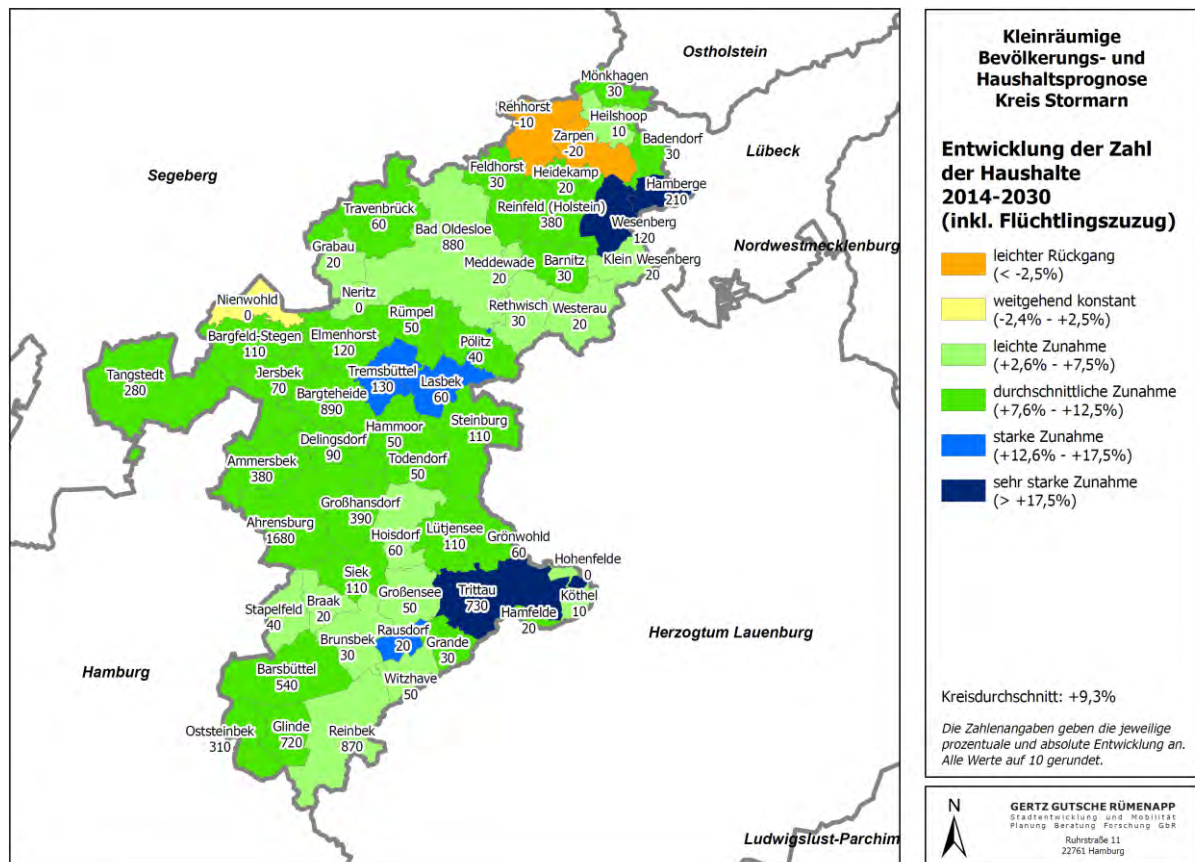 Ostholstein
Mönkhagen
30
Rehhorst
-10
Heilshoop
10
Zarpen
-20
Badendorf
30
Lübeck
Segeberg
Feldhorst
30
Heidekamp
20
Hamberge
210
Travenbrück
60
Reinfeld (Holstein)
380
Wesenberg
120
Bad Oldesloe
880
Nordwestmecklenburg
Grabau
20
Meddewade
20
Barnitz
30
Klein Wesenberg
20
Neritz
0
Nienwohld
0
Rethwisch
30
Westerau
20
Rümpel
50
Bargfeld-Stegen
110
Elmenhorst
120
Pölitz
40
Tangstedt
280
Jersbek
70
Tremsbüttel
130
Lasbek
60
Bargteheide
890
Steinburg
110
Hammoor
50
Delingsdorf
90
Todendorf
50
Ammersbek
380
Großhansdorf
390
Ahrensburg
1680
Hoisdorf
60
Lütjensee
110
Grönwohld
60
Hohenfelde
0
Siek
110
Großensee
50
Trittau
730
Köthel
10
Stapelfeld
40
Braak
20
Hamfelde
20
Rausdorf
20
Brunsbek
30
Grande
30
Herzogtum Lauenburg
Hamburg
Barsbüttel
540
Witzhave
50
Oststeinbek
310
Glinde
720
Reinbek
870
Ludwigslust-Parchim
Kleinräumige
Bevölkerungs- und
Haushaltsprognose
Kreis Stormarn
Entwicklung der Zahl
der Haushalte
2014-2030
(inkl. Flüchtlingszuzug)
leichter Rückgang
(< -2,5%)
weitgehend konstant
(-2,4% - +2,5%)
leichte Zunahme
(+2,6% - +7,5%)
durchschnittliche Zunahme
(+7,6% - +12,5%)
starke Zunahme
(+12,6% - +17,5%)
sehr starke Zunahme
(> +17,5%)
Kreisdurchschnitt: +9,3%
Die Zahlenangaben geben die jeweilige
prozentuale und absolute Entwicklung an.
Alle Werte auf 10 gerundet.
N
GERTZ GUTSCHE RÜMENAPP
Stadtentwicklung und Mobilität
Planung Beratung Forschung GbR
Ruhrstraße 11
22761 Hamburg